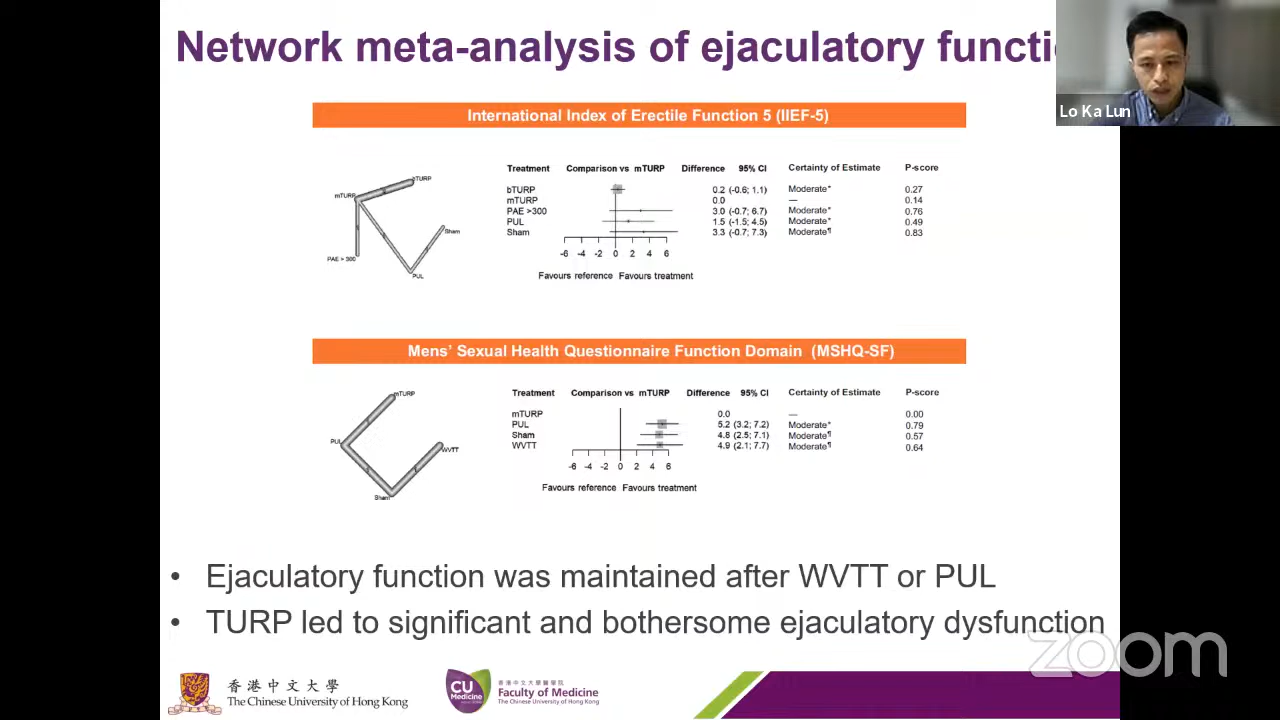 Network meta-analysis of ejaculatory functi
Lo Ka Lun
International Index of Erectile Function 5 (IIEF-5)
Treatment Comparison vs mTURP Difference 95% CI Certainty of Estimate P-score
bTURP 0.2 (-0.6; 1.1) Moderate* 0.27
mTURP 0.0 — 0.14
PAE >300 3.0 (-0.7; 6.7) Moderate* 0.76
PUL 1.5 (-1.5; 4.5) Moderate* 0.49
Sham 3.3 (-0.7; 7.3) Moderate¶ 0.83
-6 -4 -2 0 2 4 6
Favours reference Favours treatment
bTURP
mTURP
Sham
PAE > 300
PUL
Mens' Sexual Health Questionnaire Function Domain (MSHQ-SF)
Treatment Comparison vs mTURP Difference 95% CI Certainty of Estimate P-score
mTURP 0.0 — 0.00
PUL 5.2 (3.2; 7.2) Moderate* 0.79
Sham 4.8 (2.5; 7.1) Moderate¶ 0.57
WVTT 4.9 (2.1; 7.7) Moderate¶ 0.64
-6 -4 -2 0 2 4 6
Favours reference Favours treatment
mTURP
PUL
WVTT
Sham
• Ejaculatory function was maintained after WVTT or PUL
• TURP led to significant and bothersome ejaculatory dysfunction
zoom
香港中文大學
The Chinese University of Hong Kong
CU
Medicine
香港中文大學醫學院
Faculty of Medicine
The Chinese University of Hong Kong